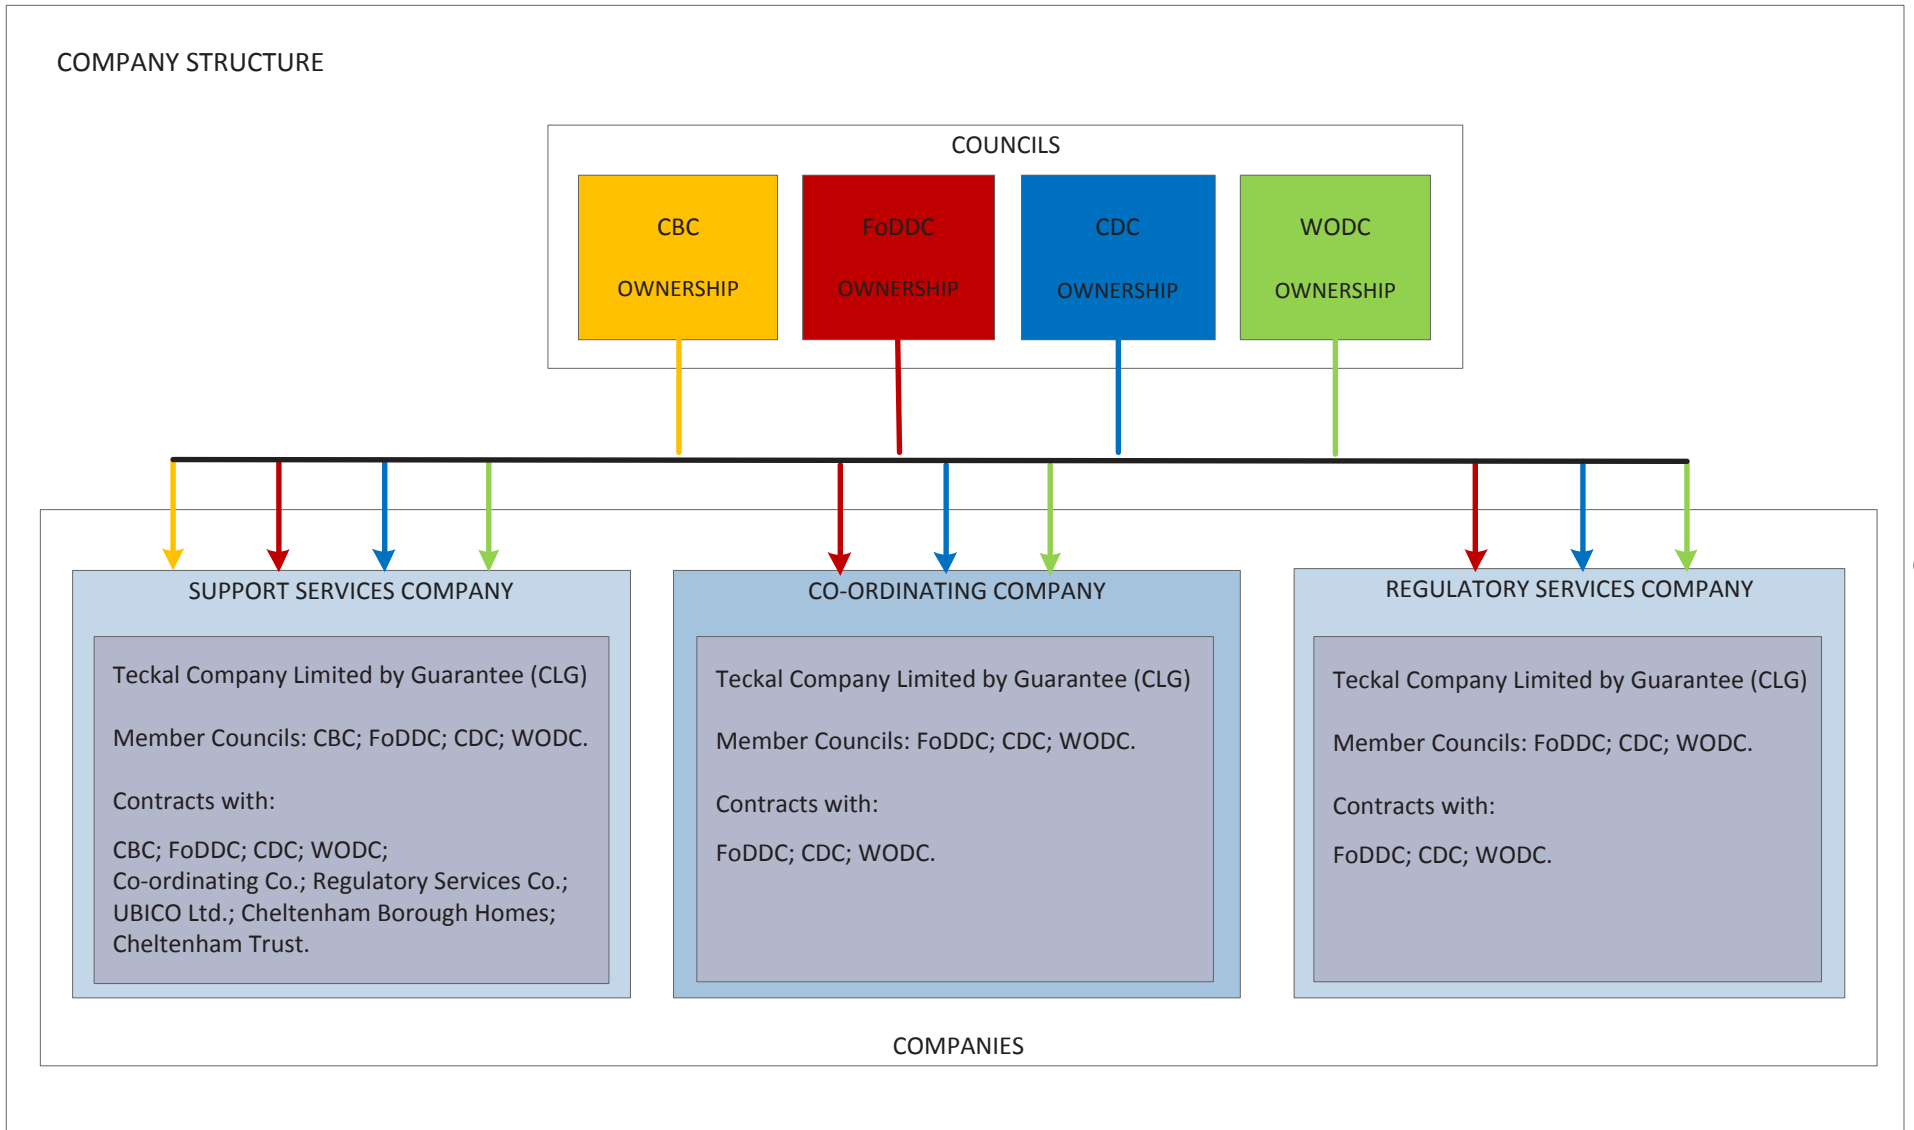 COMPANY STRUCTURE
COUNCILS
CBC
OWNERSHIP
FoDDC
OWNERSHIP
CDC
OWNERSHIP
WODC
OWNERSHIP
SUPPORT SERVICES COMPANY
Teckal Company Limited by Guarantee (CLG)
Member Councils: CBC; FoDDC; CDC; WODC.
Contracts with:
CBC; FoDDC; CDC; WODC;
Co-ordinating Co.; Regulatory Services Co.;
UBICO Ltd.; Cheltenham Borough Homes;
Cheltenham Trust.
CO-ORDINATING COMPANY
Teckal Company Limited by Guarantee (CLG)
Member Councils: FoDDC; CDC; WODC.
Contracts with:
FoDDC; CDC; WODC.
REGULATORY SERVICES COMPANY
Teckal Company Limited by Guarantee (CLG)
Member Councils: FoDDC; CDC; WODC.
Contracts with:
FoDDC; CDC; WODC.
COMPANIES